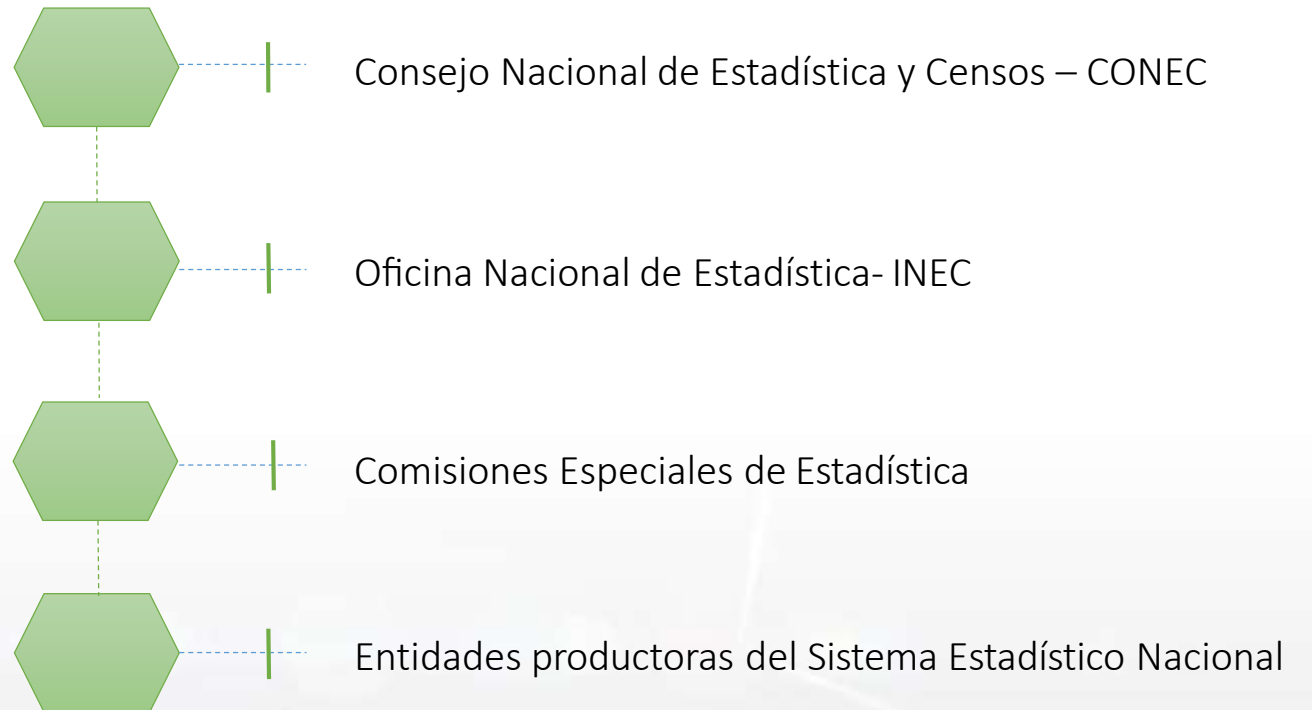 Consejo Nacional de Estadística y Censos – CONEC
Oficina Nacional de Estadística- INEC
Comisiones Especiales de Estadística
Entidades productoras del Sistema Estadístico Nacional